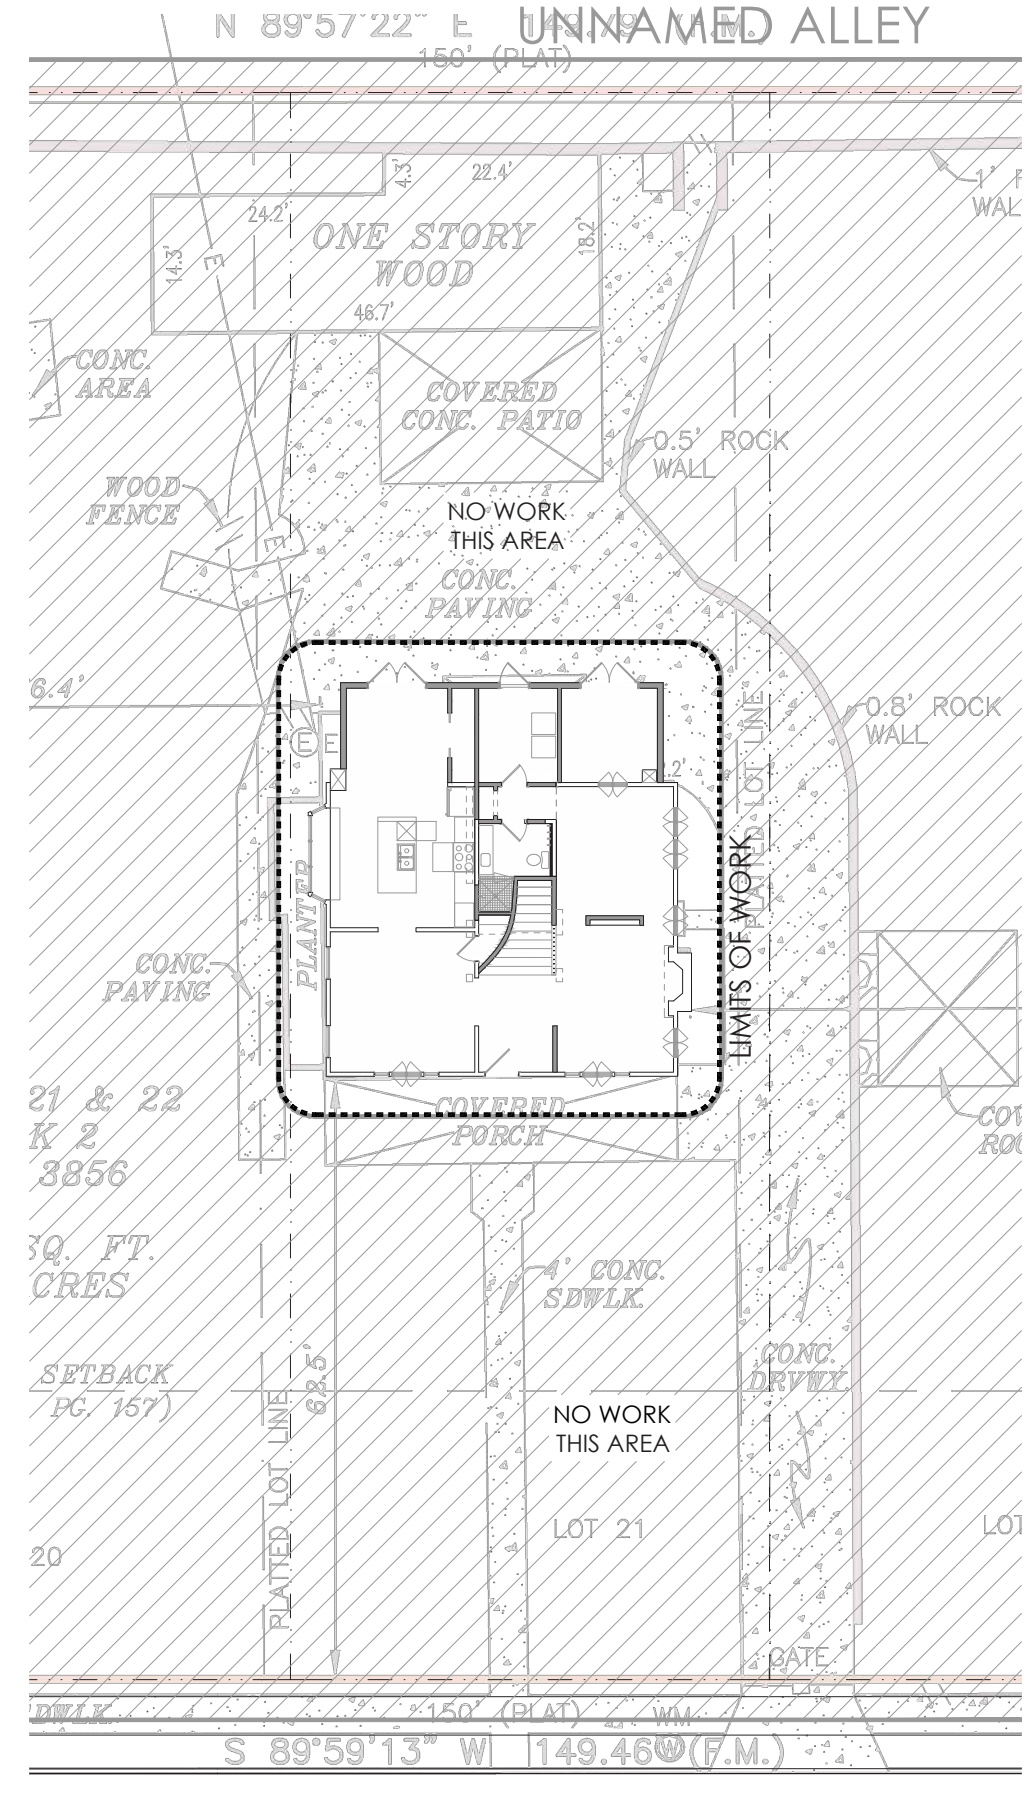 UNNAMED ALLEY
N 89°57'22" E 149.79' (F.M.)
150' (PLAT)
4.3'
22.4'
24.2'
1'
ONE STORY
WOOD
14.3'
18.2'
E
46.7'
CONC.
AREA
COVERED
CONC. PATIO
0.5' ROCK
WALL
WOOD
FENCE
NO WORK
THIS AREA
E
CONC.
PAVING
6.4'
0.8' ROCK
WALL
E
E
PLANTER
PLATTED LOT LINE
LIMITS OF WORK
CONC.
PAVING
21 & 22
K 2
3856
COVERED
PORCH
SQ. FT.
CRES
4' CONC.
SDWLK.
SETBACK
PG. 157)
62.5'
CONC.
DRVWY.
NO WORK
THIS AREA
PLATTED LOT LINE
LOT 21
LOT
20
GATE
150' (PLAT)
WM
W
S 89°59'13" W 149.46' (F.M.)